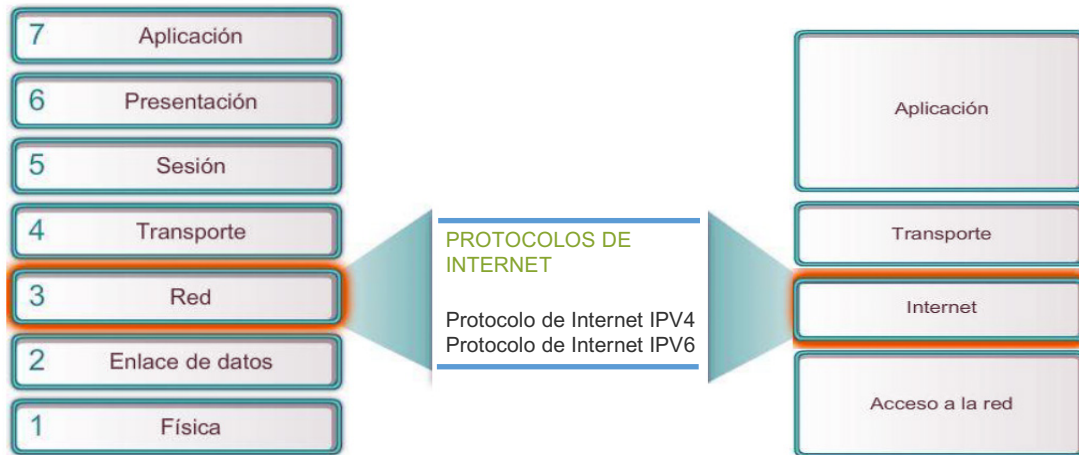 7 Aplicación
6 Presentación
5 Sesión
4 Transporte
3 Red
2 Enlace de datos
1 Física
PROTOCOLOS DE
INTERNET
Protocolo de Internet IPV4
Protocolo de Internet IPV6
Aplicación
Transporte
Internet
Acceso a la red